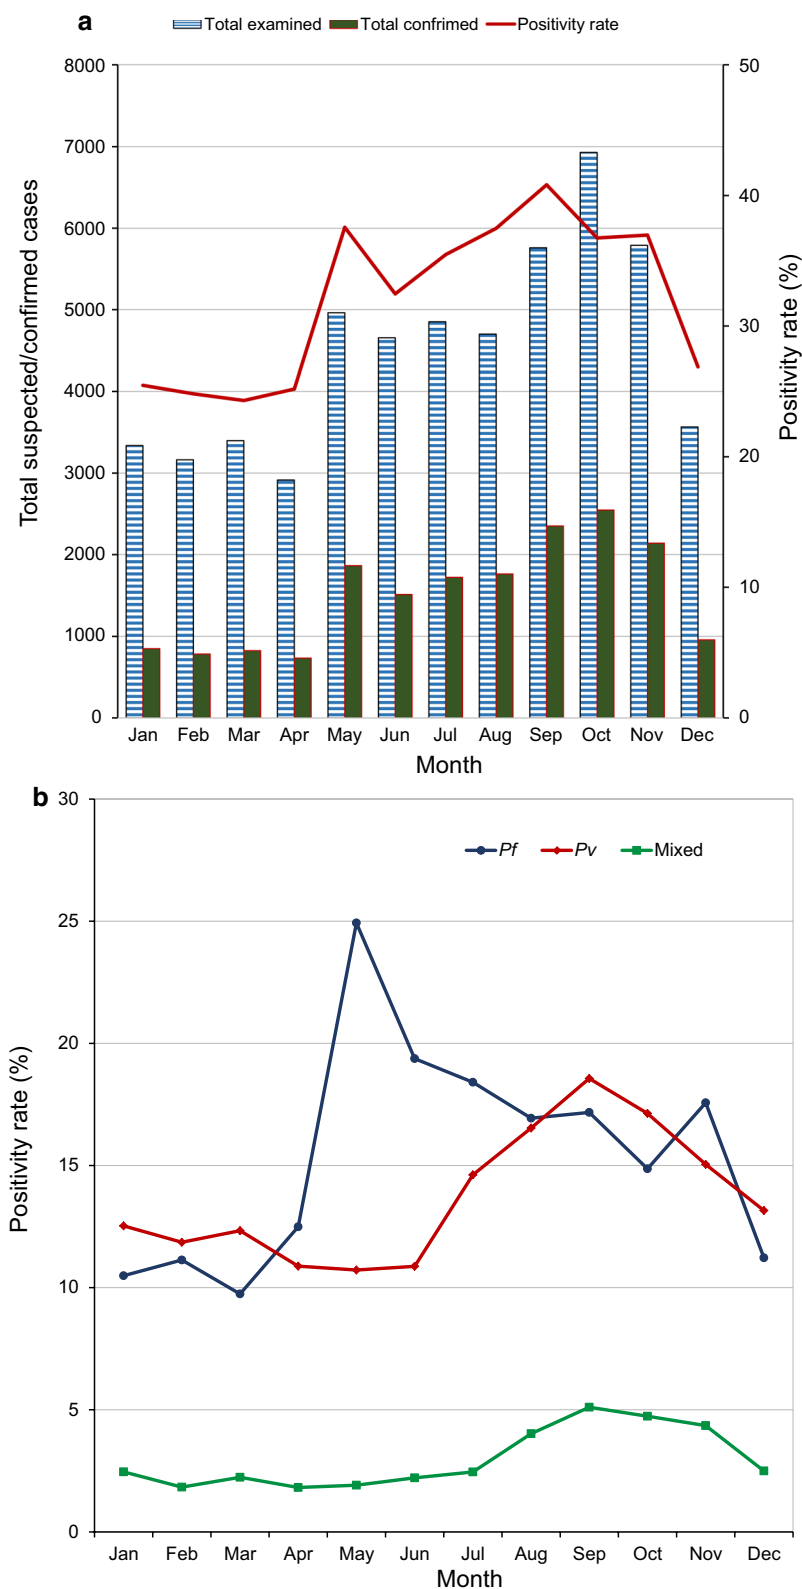 a
Total examined Total confrimed Positivity rate
8000
7000
6000
5000
4000
3000
2000
1000
0
Total suspected/confirmed cases
50
40
30
20
10
0
Positivity rate (%)
Jan Feb Mar Apr May Jun Jul Aug Sep Oct Nov Dec
Month
b
Pf Pv Mixed
30
25
20
15
10
5
0
Positivity rate (%)
Jan Feb Mar Apr May Jun Jul Aug Sep Oct Nov Dec
Month